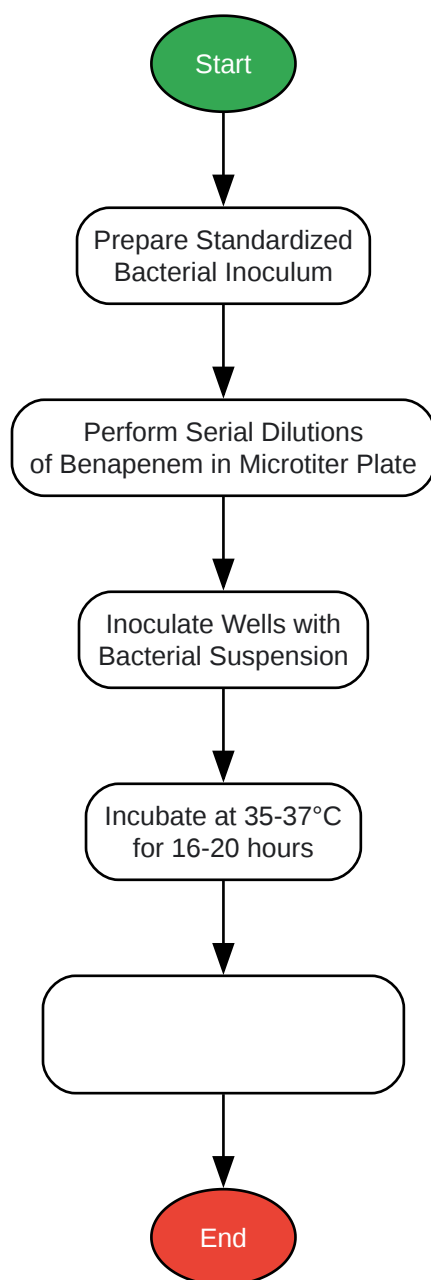 Start
Prepare Standardized
Bacterial Inoculum
Perform Serial Dilutions
of Benapenem in Microtiter Plate
Inoculate Wells with
Bacterial Suspension
Incubate at 35-37°C
for 16-20 hours
End